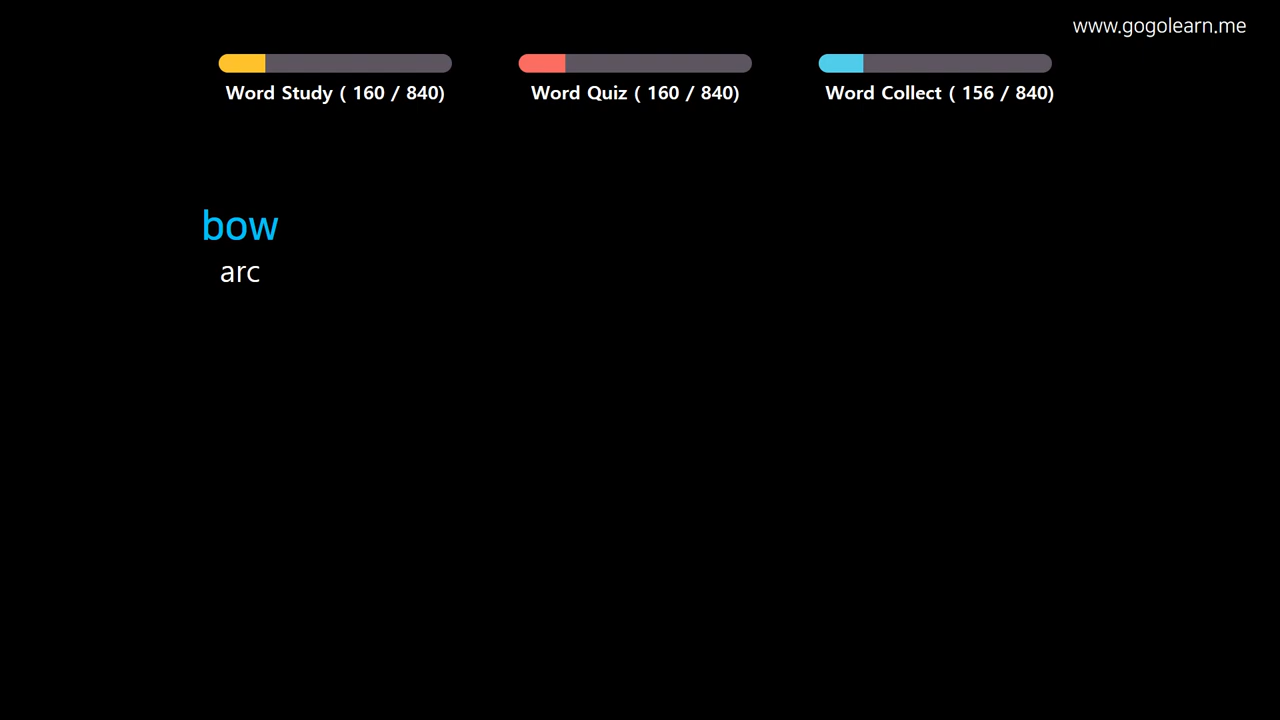 www.gogolearn.me
Word Study ( 160 / 840)
Word Quiz ( 160 / 840)
Word Collect ( 156 / 840)
bow
arc